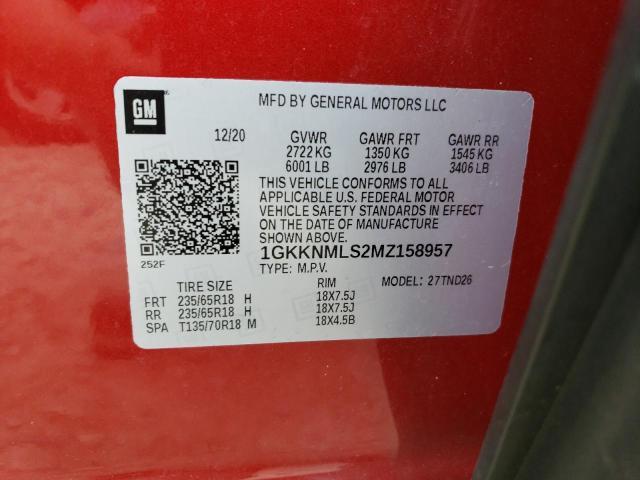 GM
MFD BY GENERAL MOTORS LLC
12/20 GVWR GAWR FRT GAWR RR
2722 KG 1350 KG 1545 KG
6001 LB 2976 LB 3406 LB
THIS VEHICLE CONFORMS TO ALL
APPLICABLE U.S. FEDERAL MOTOR
VEHICLE SAFETY STANDARDS IN EFFECT
ON THE DATE OF MANUFACTURE
SHOWN ABOVE.
252F
1GKKNMLS2MZ158957
TYPE: M.P.V. MODEL: 27TND26
TIRE SIZE RIM
FRT 235/65R18 H 18X7.5J
RR 235/65R18 H 18X7.5J
SPA T135/70R18 M 18X4.5B